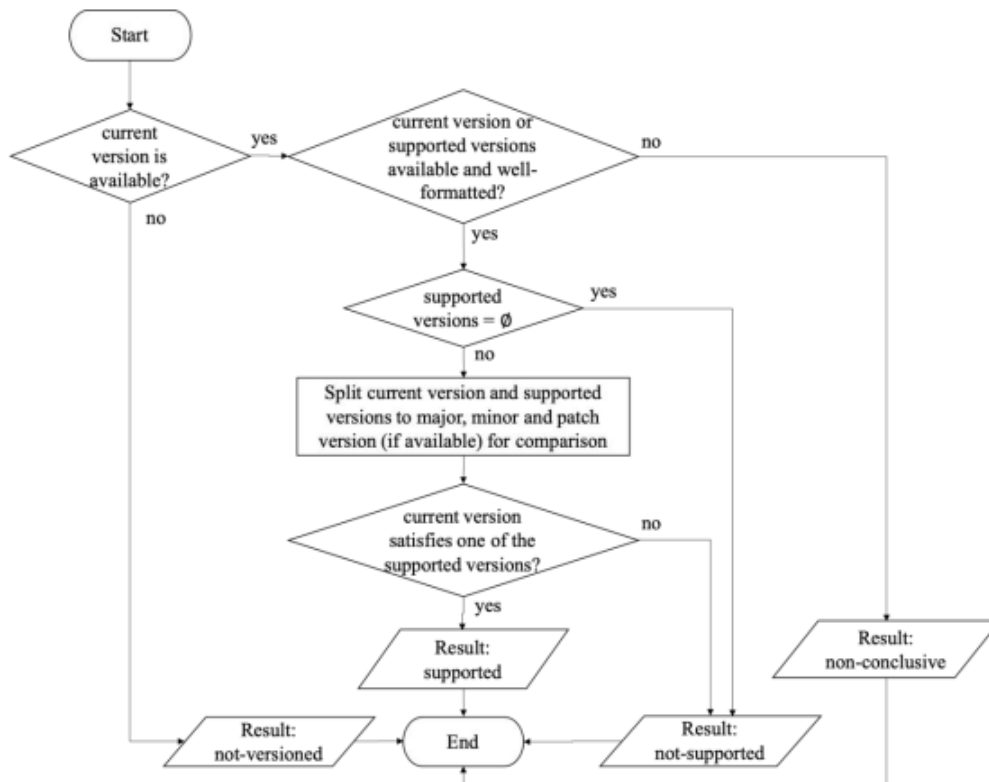 Start
current
version is
available?
yes
no
current version or
supported versions
available and well-
formatted?
no
yes
supported
versions = ∅
yes
no
Split current version and supported
versions to major, minor and patch
version (if available) for comparison
current version
satisfies one of the
supported versions?
no
yes
Result:
supported
Result:
non-conclusive
Result:
not-versioned
End
Result:
not-supported